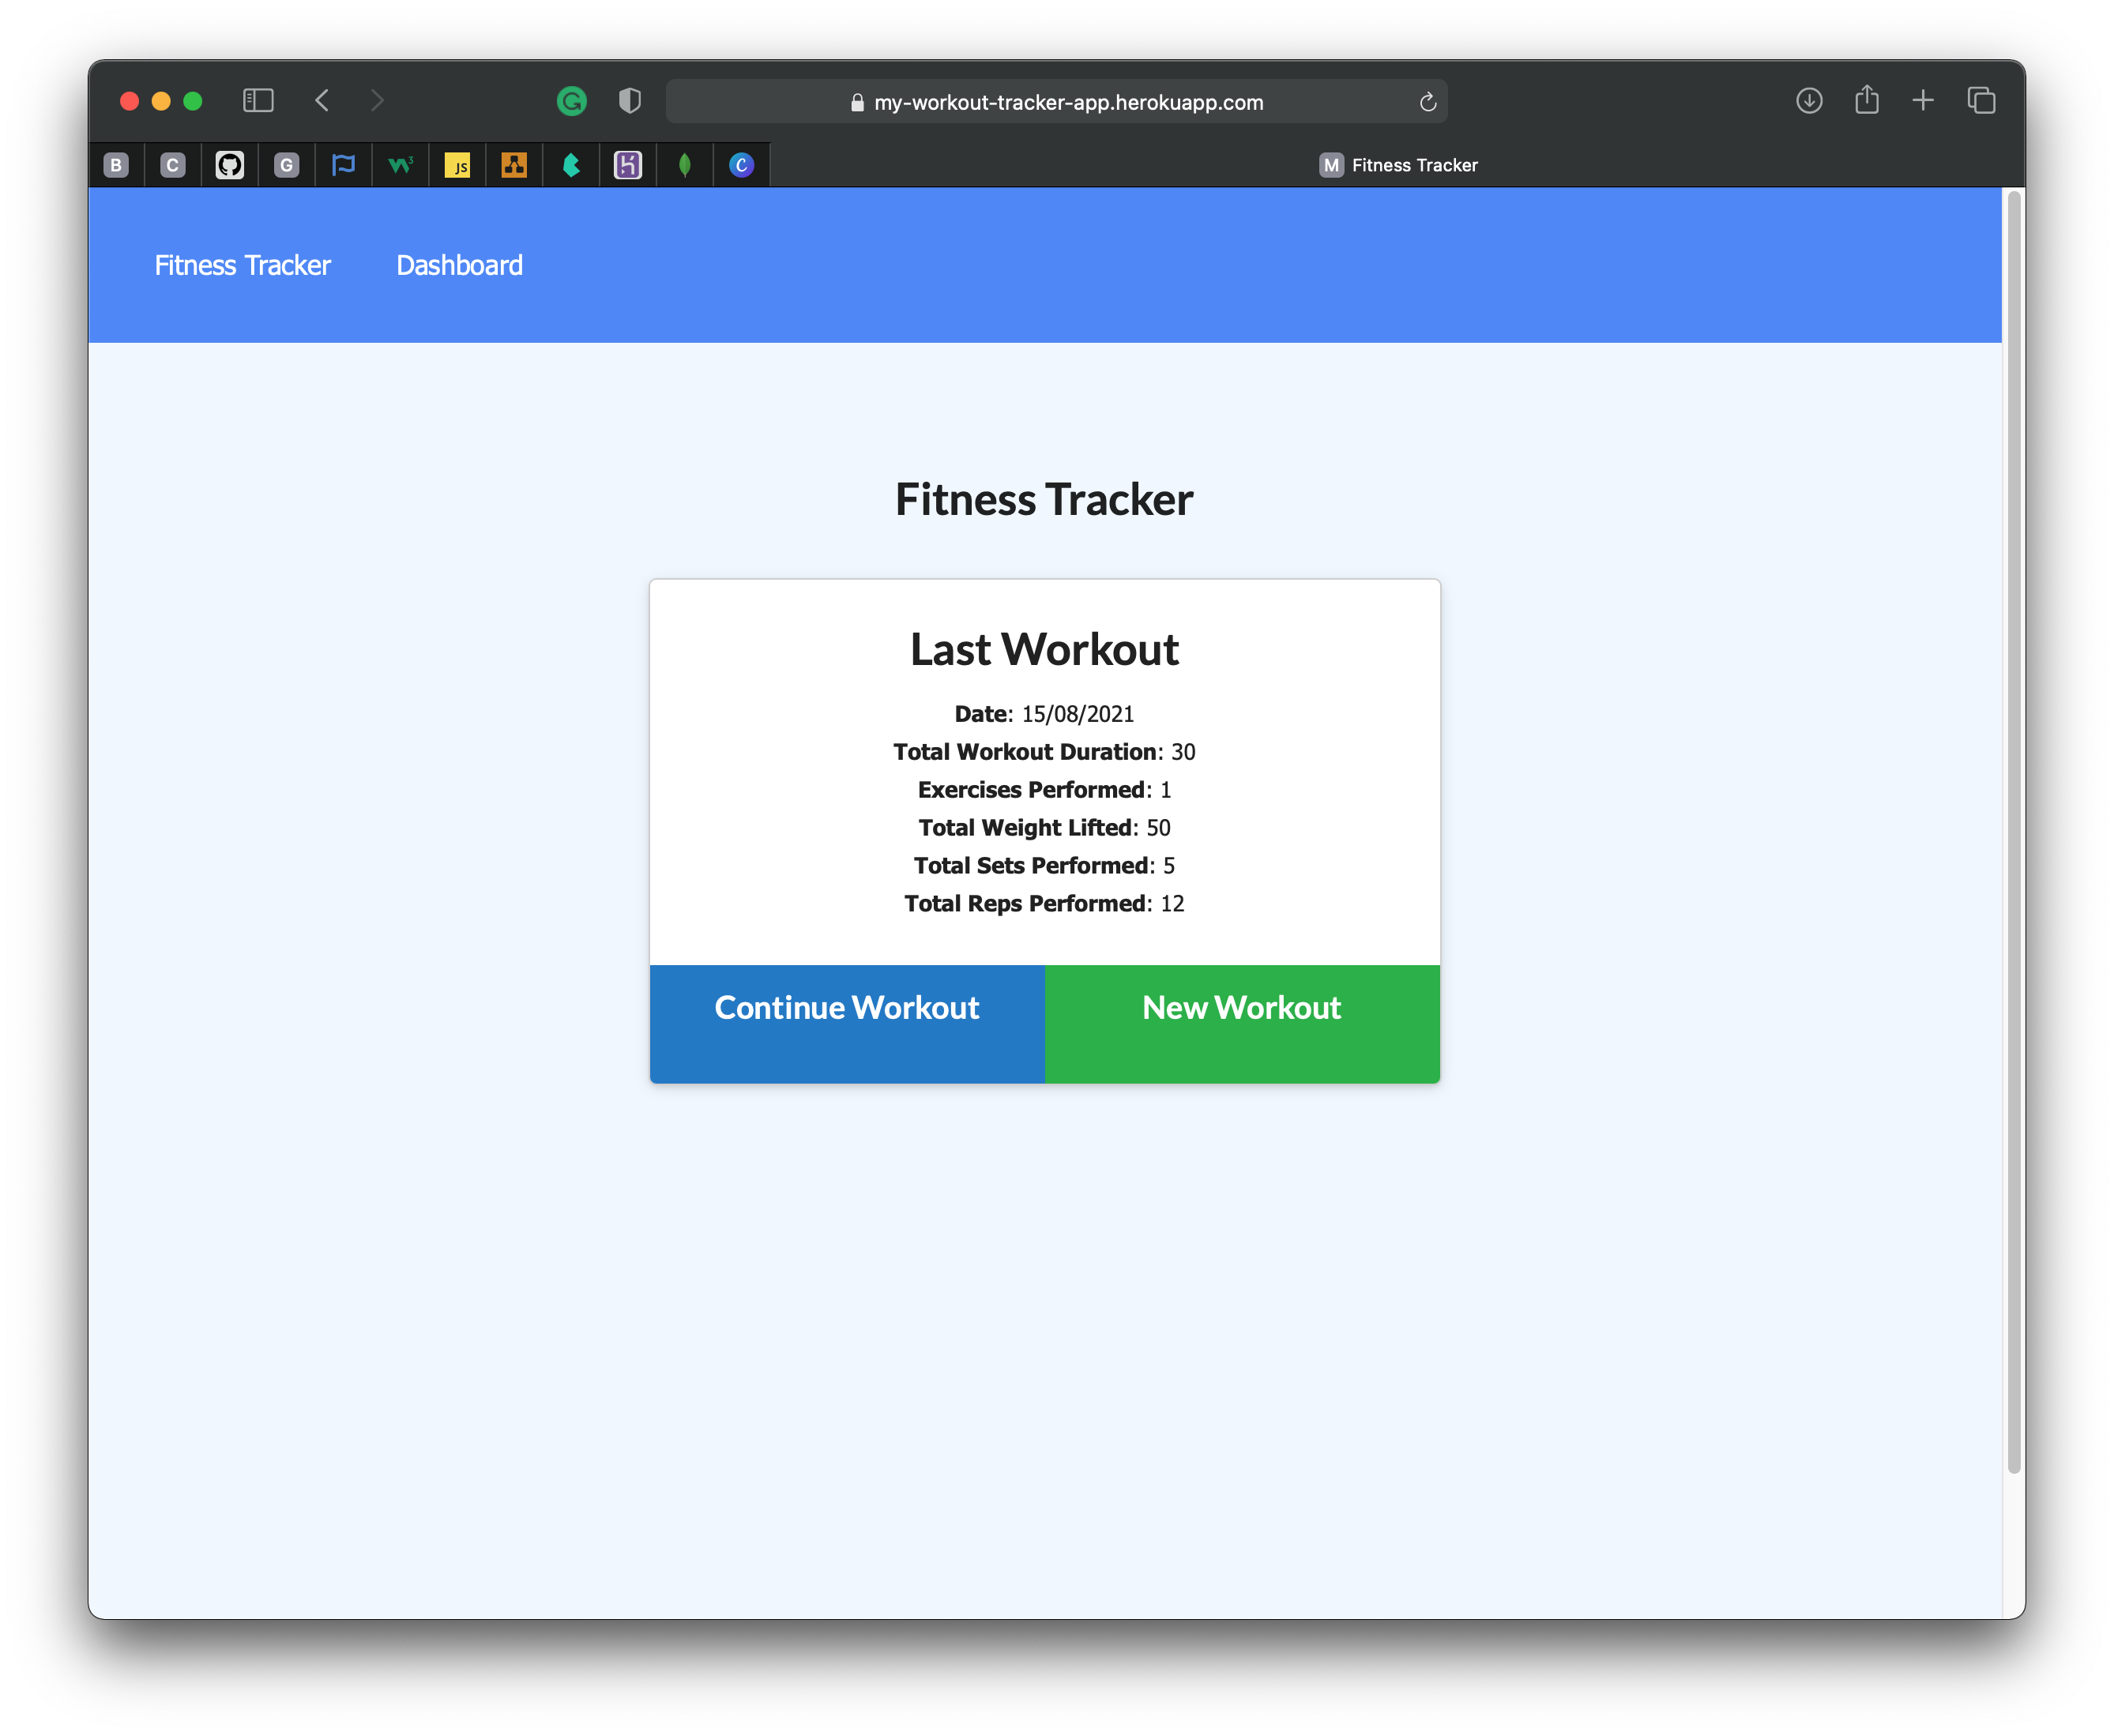 my-workout-tracker-app.herokuapp.com
B C G W3 JS C M Fitness Tracker
Fitness Tracker Dashboard
Fitness Tracker
Last Workout
Date: 15/08/2021
Total Workout Duration: 30
Exercises Performed: 1
Total Weight Lifted: 50
Total Sets Performed: 5
Total Reps Performed: 12
Continue Workout New Workout